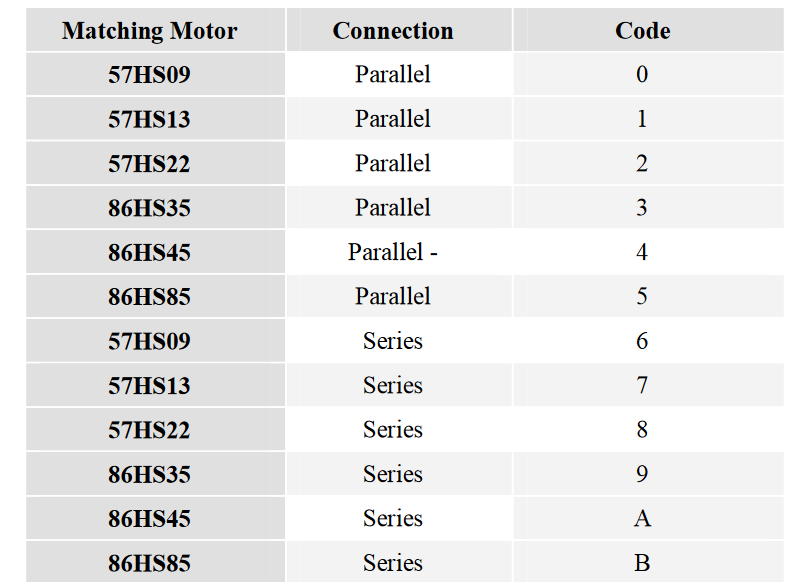 Matching Motor Connection Code
57HS09 Parallel 0
57HS13 Parallel 1
57HS22 Parallel 2
86HS35 Parallel 3
86HS45 Parallel - 4
86HS85 Parallel 5
57HS09 Series 6
57HS13 Series 7
57HS22 Series 8
86HS35 Series 9
86HS45 Series A
86HS85 Series B